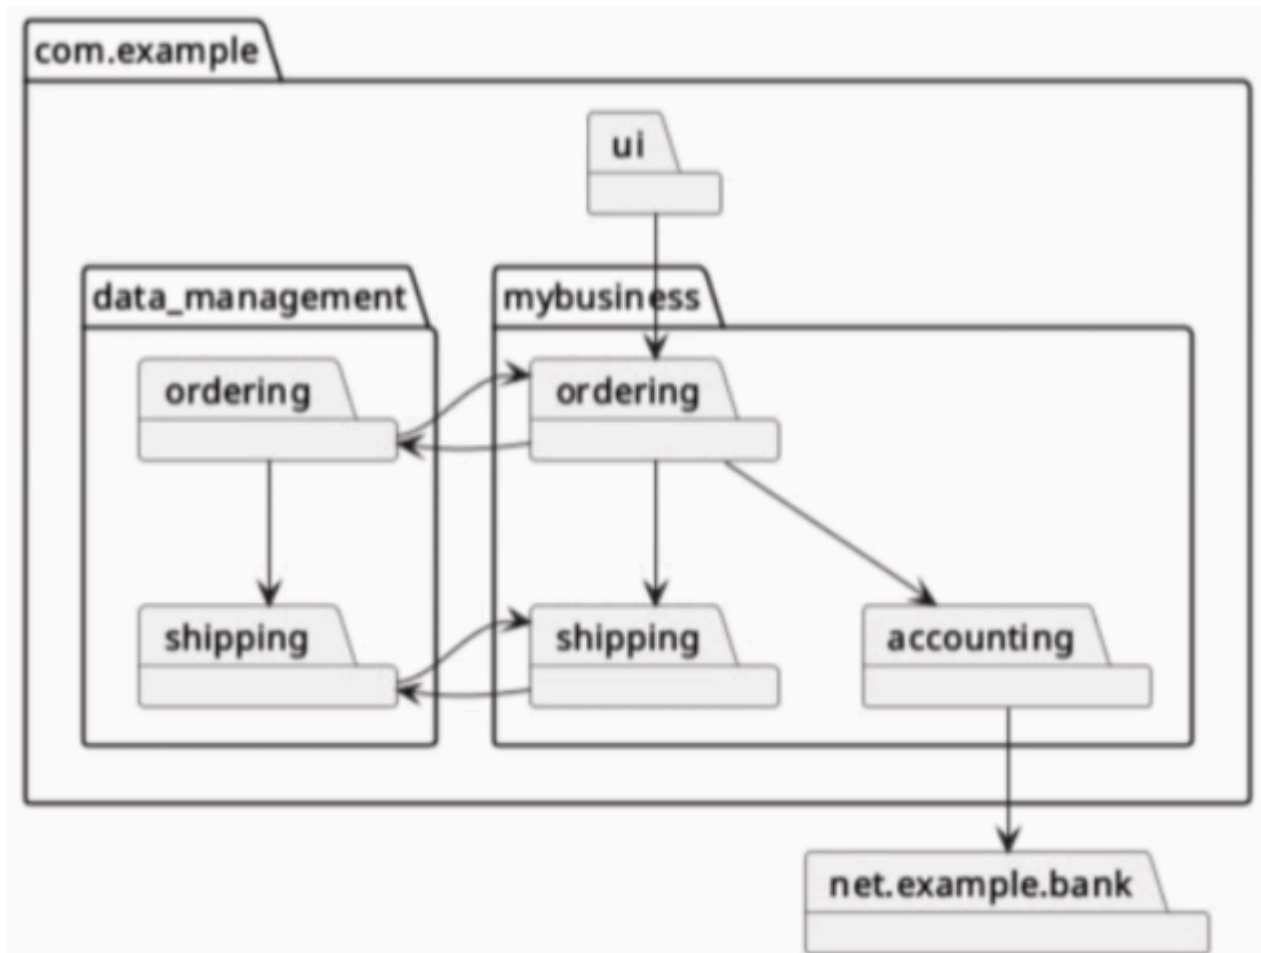 com.example
ui
data_management
mybusiness
ordering
ordering
shipping
shipping
accounting
net.example.bank